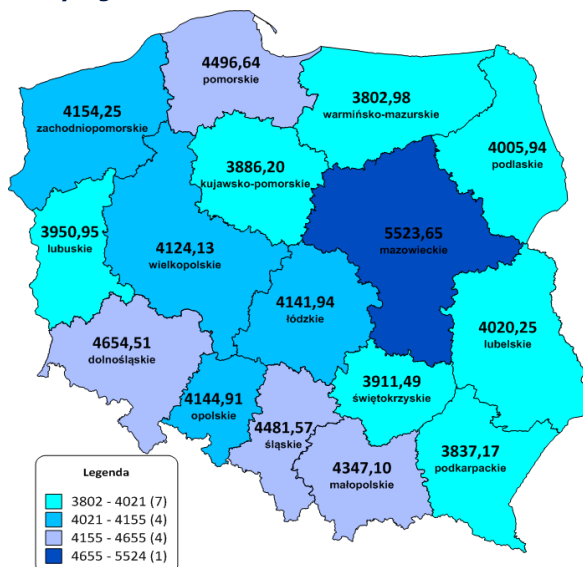 4496,64
pomorskie
3802,98
warmińsko-mazurskie
4154,25
zachodniopomorskie
4005,94
podlaskie
3886,20
kujawsko-pomorskie
3950,95
lubuskie
5523,65
mazowieckie
4124,13
wielkopolskie
4141,94
łódzkie
4020,25
lubelskie
4654,51
dolnośląskie
3911,49
świętokrzyskie
4144,91
opolskie
4481,57
śląskie
3837,17
podkarpackie
4347,10
małopolskie
Legenda
3802 - 4021 (7)
4021 - 4155 (4)
4155 - 4655 (4)
4655 - 5524 (1)